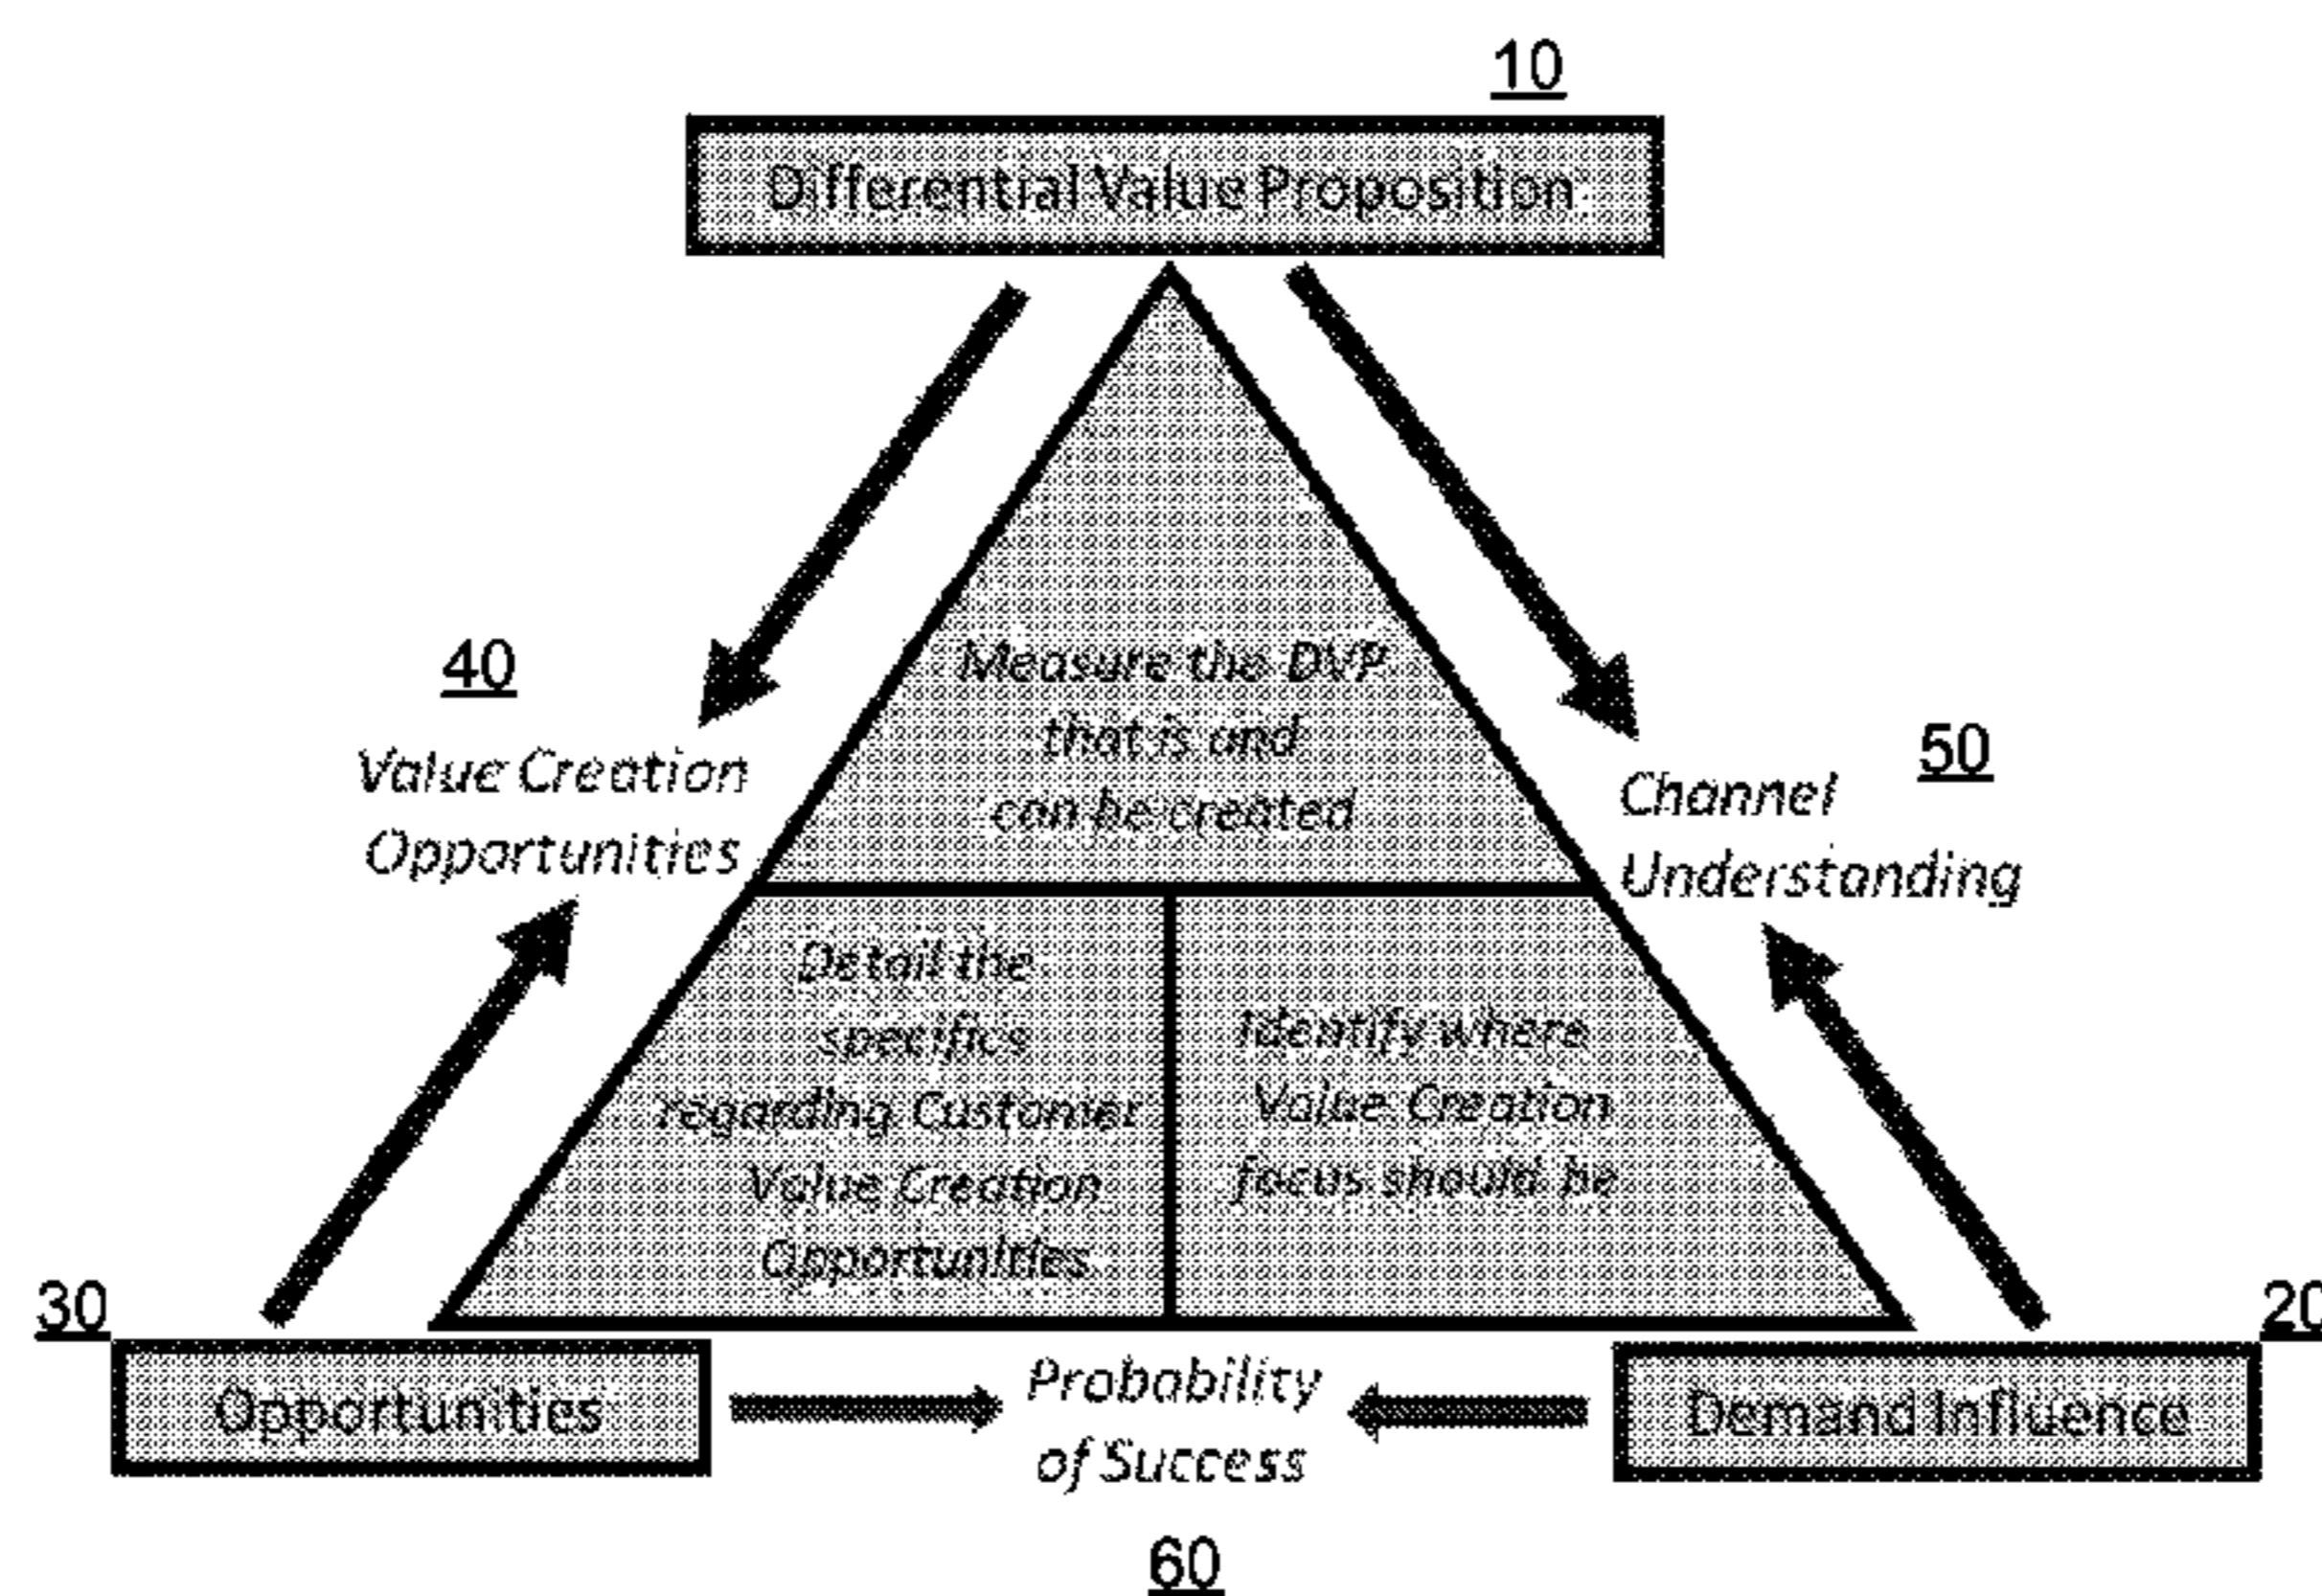 10
Differential Value Proposition
40
Value Creation
Opportunities
Measure the DVP
that is and
can be created
50
Channel
Understanding
Detail the
specifics
regarding Customer
Value Creation
Opportunities
Identify where
Value Creation
focus should be
30
Opportunities
Probability
of Success
20
Demand Influence
60